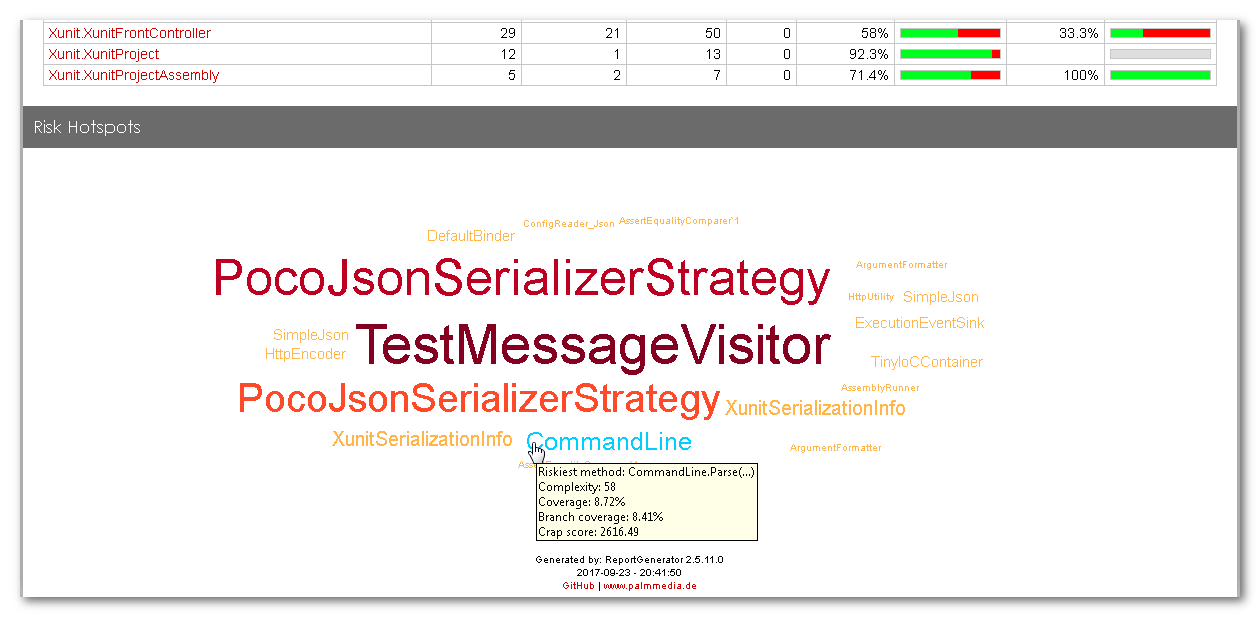 Xunit.XunitFrontController 29 21 50 0 58% 33.3%
Xunit.XunitProject 12 1 13 0 92.3%
Xunit.XunitProjectAssembly 5 2 7 0 71.4% 100%
Risk Hotspots
ConfigReader_Json AssertEqualityComparer`1
DefaultBinder
PocoJsonSerializerStrategy
ArgumentFormatter
HttpUtility SimpleJson
ExecutionEventSink
SimpleJson
TestMessageVisitor
HttpEncoder
TinyIoCContainer
AssemblyRunner
PocoJsonSerializerStrategy
XunitSerializationInfo
XunitSerializationInfo
CommandLine
ArgumentFormatter
Riskiest method: CommandLine.Parse(...)
Complexity: 58
Coverage: 8.72%
Branch coverage: 8.41%
Crap score: 2616.49
Generated by: ReportGenerator 2.5.11.0
2017-09-23 - 20:41:50
GitHub | www.palmmedia.de